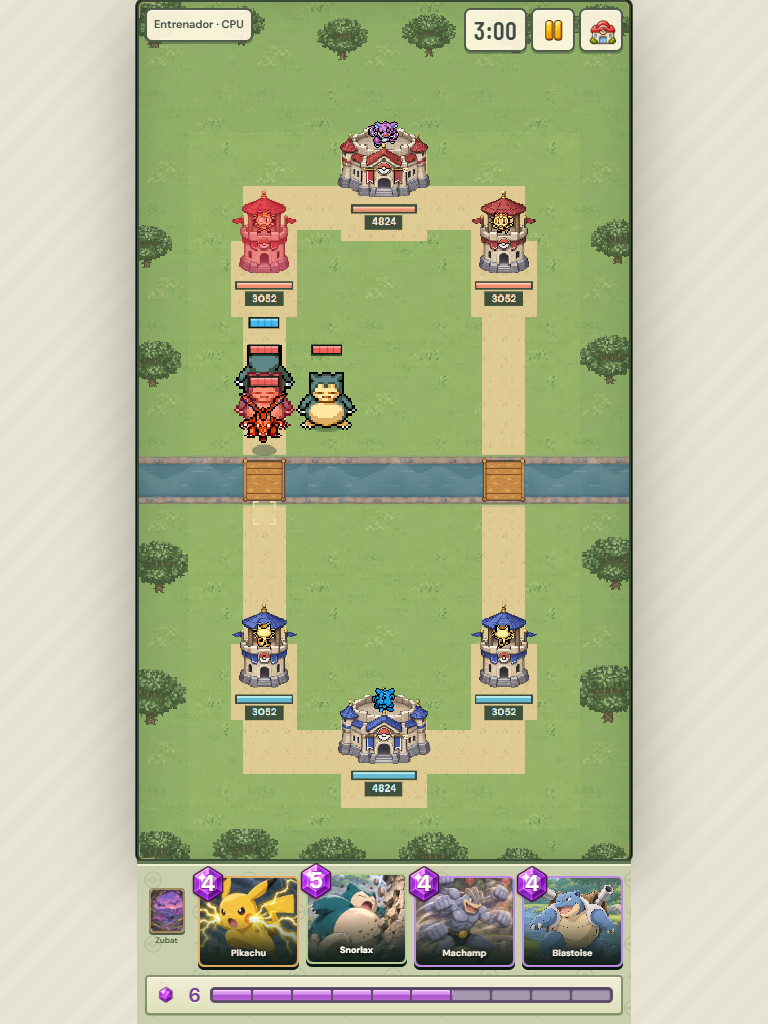 Entrenador · CPU
3:00
4824
3052
3052
3052
3052
4824
4
5
4
4
Zubat
Pikachu
Snorlax
Machamp
Blastoise
6